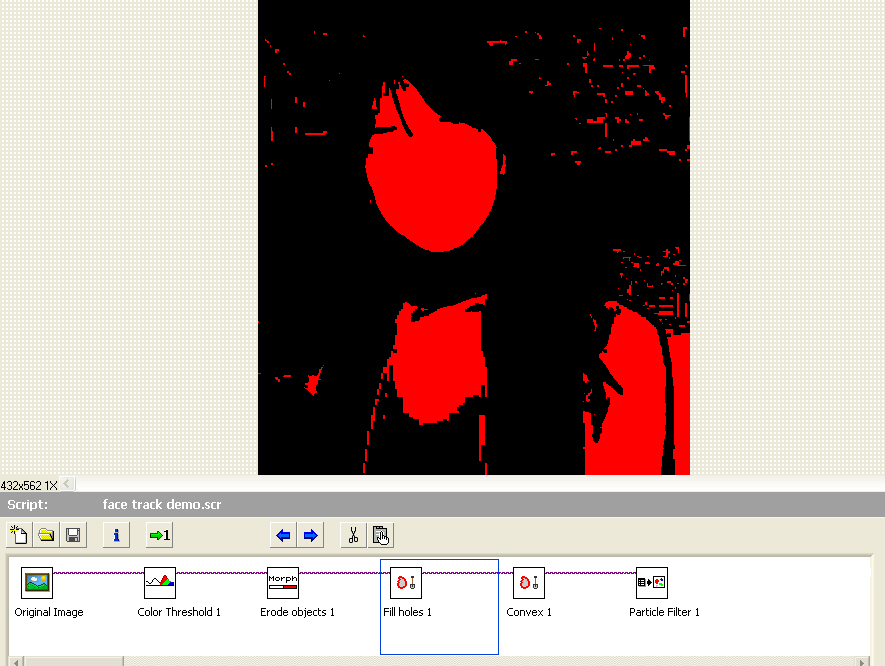 432x562 1X
Script: face track demo.scr
1
Morph
Original Image Color Threshold 1 Erode objects 1 Fill holes 1 Convex 1 Particle Filter 1